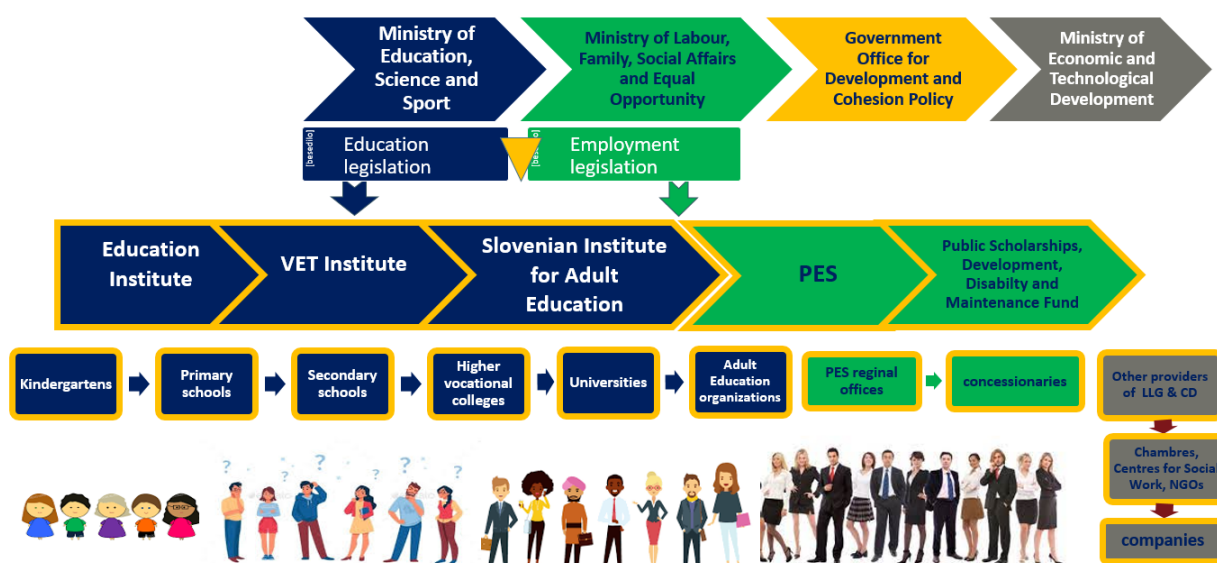 Ministry of
Education,
Science and
Sport
Ministry of Labour,
Family, Social Affairs
and Equal
Opportunity
Government
Office for
Development and
Cohesion Policy
Ministry of
Economic and
Technological
Development
[besedilo]
Education
legislation
Employment
legislation
Education
Institute
VET Institute
Slovenian Institute
for Adult
Education
PES
Public Scholarships,
Development,
Disabilty and
Maintenance Fund
Kindergartens
Primary
schools
Secondary
schools
Higher
vocational
colleges
Universities
Adult
Education
organizations
PES reginal
offices
concessionaries
Other providers
of LLG & CD
Chambres,
Centres for Social
Work, NGOs
companies